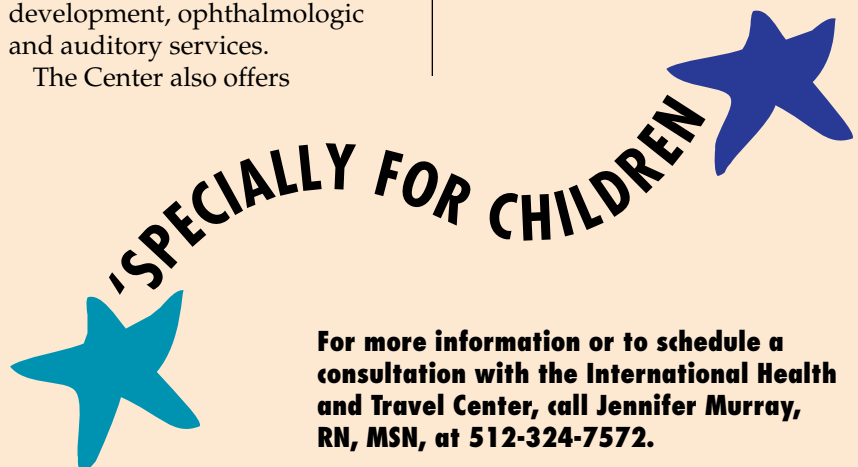 development, ophthalmologic
and auditory services.
The Center also offers
'SPECIALLY FOR CHILDREN
For more information or to schedule a
consultation with the International Health
and Travel Center, call Jennifer Murray,
RN, MSN, at 512-324-7572.